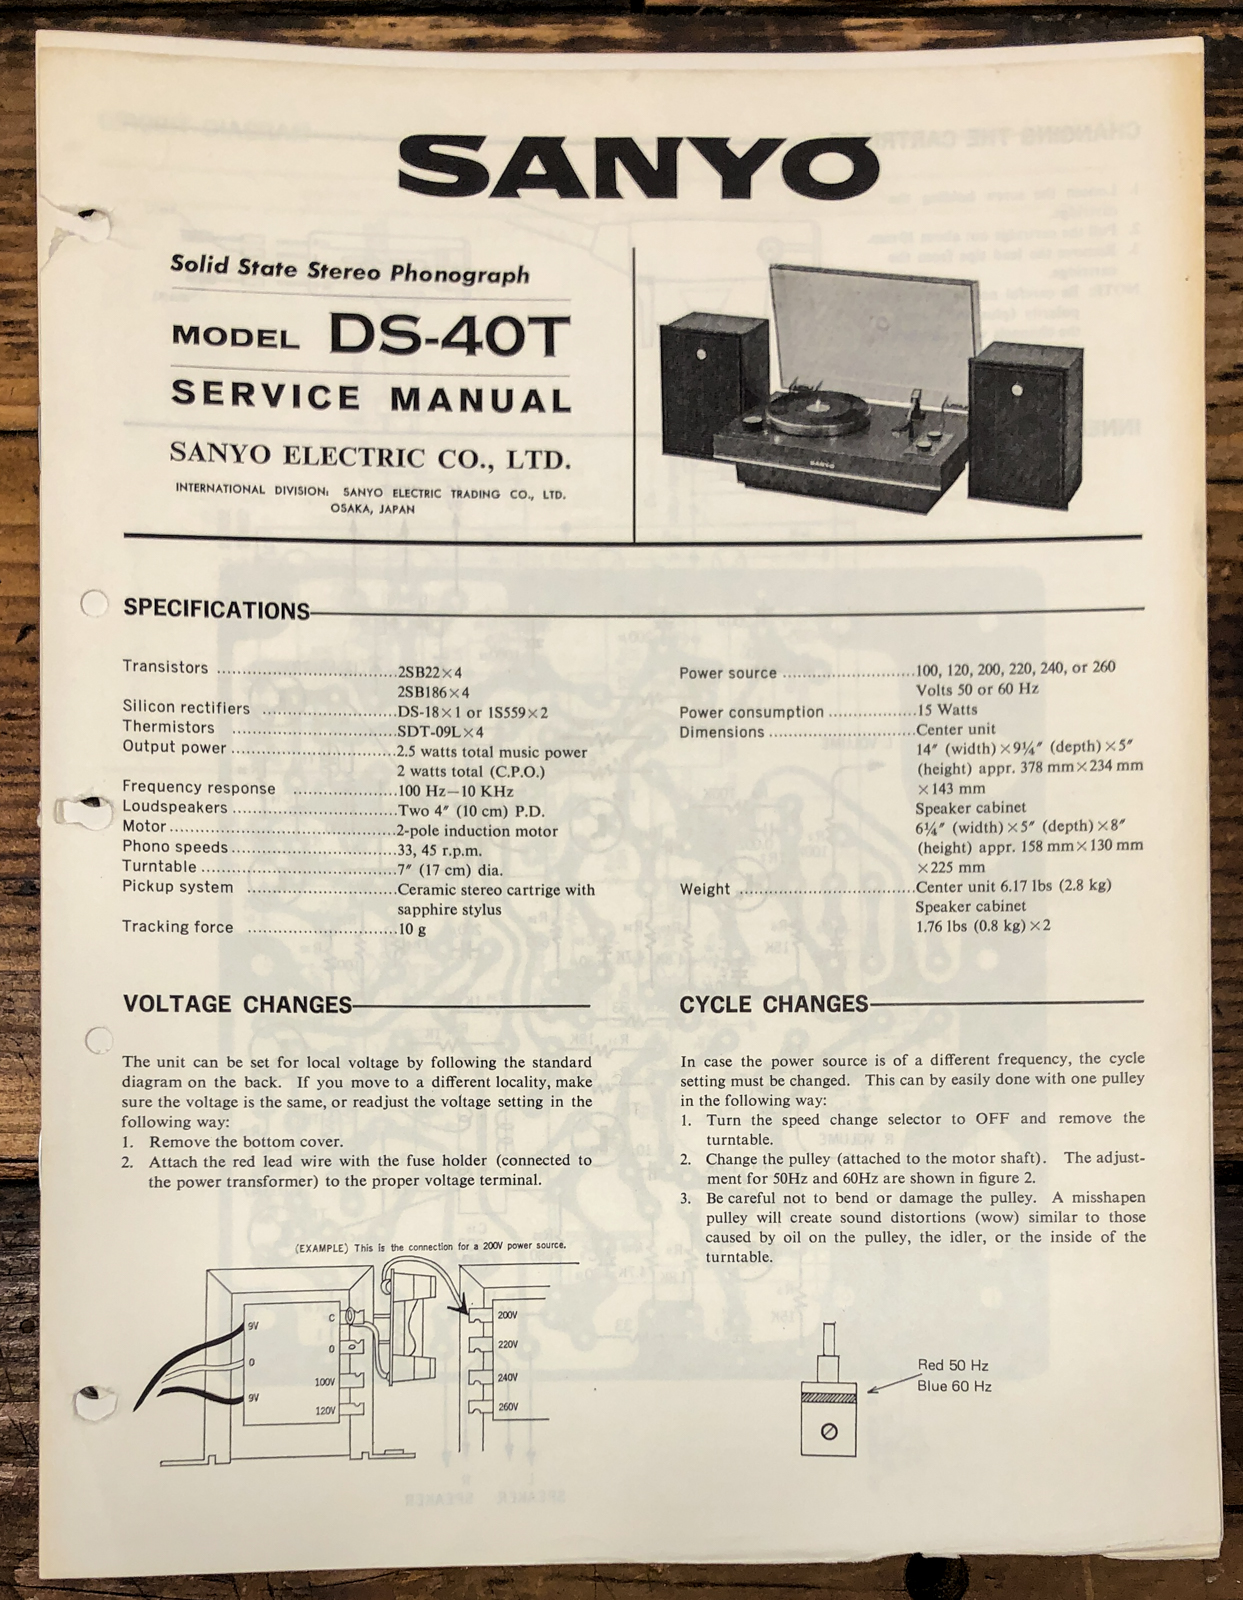 SANYO
Solid State Stereo Phonograph
MODEL DS-40T
SERVICE MANUAL
SANYO ELECTRIC CO., LTD.
INTERNATIONAL DIVISION: SANYO ELECTRIC TRADING CO., LTD.
OSAKA, JAPAN
SANYO
SPECIFICATIONS
Transistors ..........2SB22×4
2SB186×4
Silicon rectifiers ..........DS-18×1 or 1S559×2
Thermistors ..........SDT-09L×4
Output power ..........2.5 watts total music power
2 watts total (C.P.O.)
Frequency response ..........100 Hz—10 KHz
Loudspeakers ..........Two 4″ (10 cm) P.D.
Motor ..........2-pole induction motor
Phono speeds ..........33, 45 r.p.m.
Turntable ..........7″ (17 cm) dia.
Pickup system ..........Ceramic stereo cartrige with
sapphire stylus
Tracking force ..........10 g
Power source ..........100, 120, 200, 220, 240, or 260
Volts 50 or 60 Hz
Power consumption ..........15 Watts
Dimensions ..........Center unit
14″ (width)×9¼″ (depth)×5″
(height) appr. 378 mm×234 mm
×143 mm
Speaker cabinet
6¼″ (width)×5″ (depth)×8″
(height) appr. 158 mm×130 mm
×225 mm
Weight ..........Center unit 6.17 lbs (2.8 kg)
Speaker cabinet
1.76 lbs (0.8 kg)×2
VOLTAGE CHANGES
The unit can be set for local voltage by following the standard
diagram on the back. If you move to a different locality, make
sure the voltage is the same, or readjust the voltage setting in the
following way:
1. Remove the bottom cover.
2. Attach the red lead wire with the fuse holder (connected to
the power transformer) to the proper voltage terminal.
(EXAMPLE) This is the connection for a 200V power source.
9V
0
9V
C
0
100V
120V
200V
220V
240V
260V
CYCLE CHANGES
In case the power source is of a different frequency, the cycle
setting must be changed. This can by easily done with one pulley
in the following way:
1. Turn the speed change selector to OFF and remove the
turntable.
2. Change the pulley (attached to the motor shaft). The adjust-
ment for 50Hz and 60Hz are shown in figure 2.
3. Be careful not to bend or damage the pulley. A misshapen
pulley will create sound distortions (wow) similar to those
caused by oil on the pulley, the idler, or the inside of the
turntable.
Red 50 Hz
Blue 60 Hz